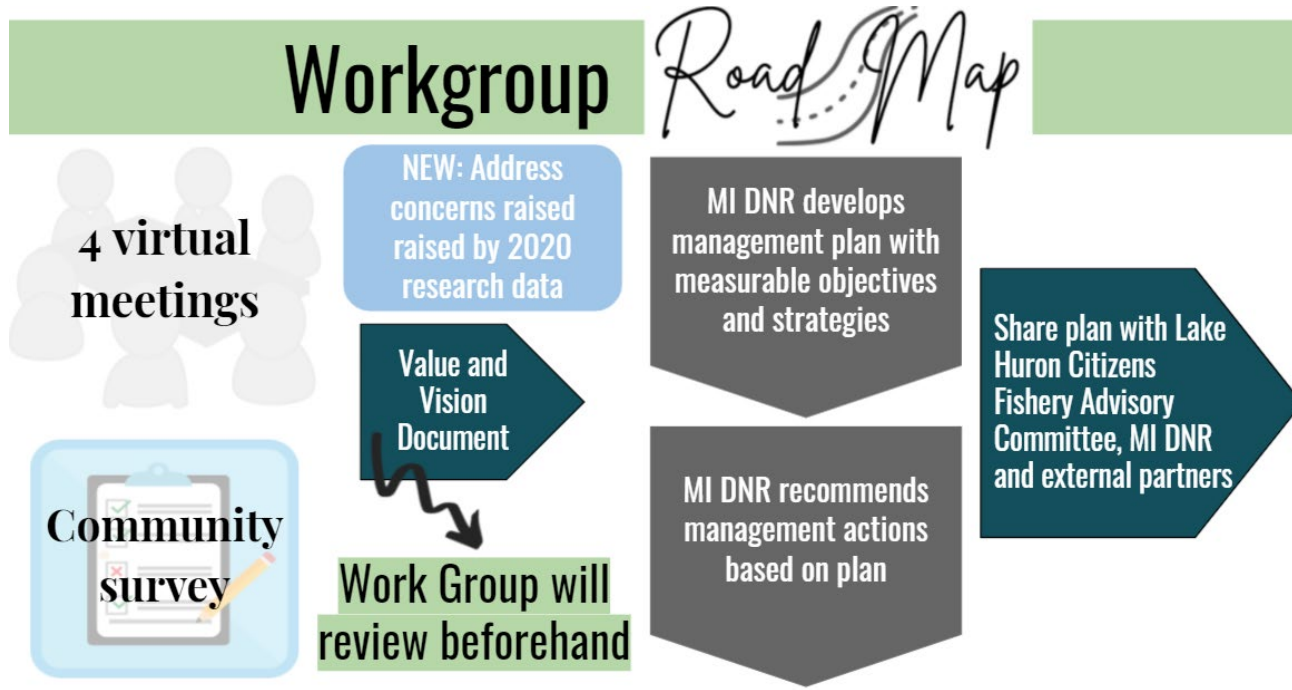 Workgroup Road Map
4 virtual
meetings
Community
survey
NEW: Address
concerns raised
raised by 2020
research data
Value and
Vision
Document
Work Group will
review beforehand
MI DNR develops
management plan with
measurable objectives
and strategies
MI DNR recommends
management actions
based on plan
Share plan with Lake
Huron Citizens
Fishery Advisory
Committee, MI DNR
and external partners